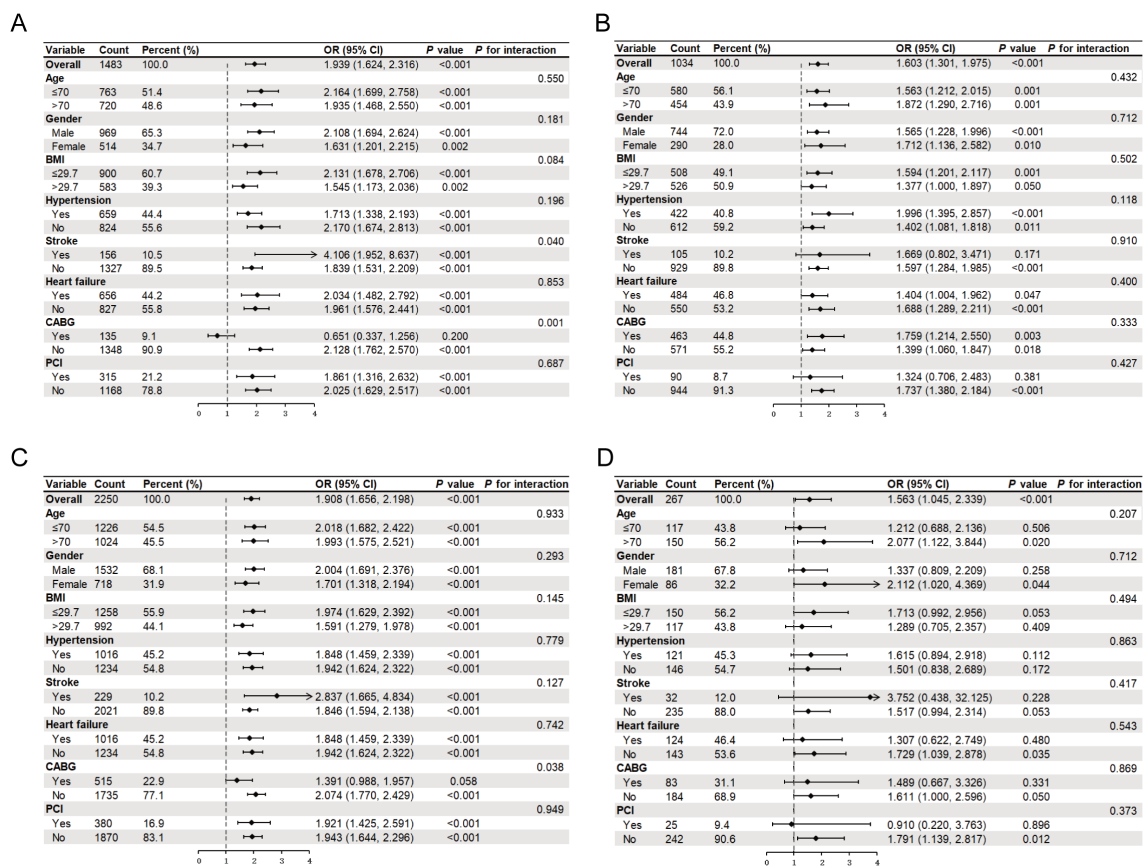 A
Variable Count Percent (%) OR (95% CI) P value P for interaction
Overall 1483 100.0 1.939 (1.624, 2.316) <0.001
Age 0.550
≤70 763 51.4 2.164 (1.699, 2.758) <0.001
>70 720 48.6 1.935 (1.468, 2.550) <0.001
Gender 0.181
Male 969 65.3 2.108 (1.694, 2.624) <0.001
Female 514 34.7 1.631 (1.201, 2.215) 0.002
BMI 0.084
≤29.7 900 60.7 2.131 (1.678, 2.706) <0.001
>29.7 583 39.3 1.545 (1.173, 2.036) 0.002
Hypertension 0.196
Yes 659 44.4 1.713 (1.338, 2.193) <0.001
No 824 55.6 2.170 (1.674, 2.813) <0.001
Stroke 0.040
Yes 156 10.5 4.106 (1.952, 8.637) <0.001
No 1327 89.5 1.839 (1.531, 2.209) <0.001
Heart failure 0.853
Yes 656 44.2 2.034 (1.482, 2.792) <0.001
No 827 55.8 1.961 (1.576, 2.441) <0.001
CABG 0.001
Yes 135 9.1 0.651 (0.337, 1.256) 0.200
No 1348 90.9 2.128 (1.762, 2.570) <0.001
PCI 0.687
Yes 315 21.2 1.861 (1.316, 2.632) <0.001
No 1168 78.8 2.025 (1.629, 2.517) <0.001
0 1 2 3 4
B
Variable Count Percent (%) OR (95% CI) P value P for interaction
Overall 1034 100.0 1.603 (1.301, 1.975) <0.001
Age 0.432
≤70 580 56.1 1.563 (1.212, 2.015) 0.001
>70 454 43.9 1.872 (1.290, 2.716) 0.001
Gender 0.712
Male 744 72.0 1.565 (1.228, 1.996) <0.001
Female 290 28.0 1.712 (1.136, 2.582) 0.010
BMI 0.502
≤29.7 508 49.1 1.594 (1.201, 2.117) 0.001
>29.7 526 50.9 1.377 (1.000, 1.897) 0.050
Hypertension 0.118
Yes 422 40.8 1.996 (1.395, 2.857) <0.001
No 612 59.2 1.402 (1.081, 1.818) 0.011
Stroke 0.910
Yes 105 10.2 1.669 (0.802, 3.471) 0.171
No 929 89.8 1.597 (1.284, 1.985) <0.001
Heart failure 0.400
Yes 484 46.8 1.404 (1.004, 1.962) 0.047
No 550 53.2 1.688 (1.289, 2.211) <0.001
CABG 0.333
Yes 463 44.8 1.759 (1.214, 2.550) 0.003
No 571 55.2 1.399 (1.060, 1.847) 0.018
PCI 0.427
Yes 90 8.7 1.324 (0.706, 2.483) 0.381
No 944 91.3 1.737 (1.380, 2.184) <0.001
0 1 2 3 4
C
Variable Count Percent (%) OR (95% CI) P value P for interaction
Overall 2250 100.0 1.908 (1.656, 2.198) <0.001
Age 0.933
≤70 1226 54.5 2.018 (1.682, 2.422) <0.001
>70 1024 45.5 1.993 (1.575, 2.521) <0.001
Gender 0.293
Male 1532 68.1 2.004 (1.691, 2.376) <0.001
Female 718 31.9 1.701 (1.318, 2.194) <0.001
BMI 0.145
≤29.7 1258 55.9 1.974 (1.629, 2.392) <0.001
>29.7 992 44.1 1.591 (1.279, 1.978) <0.001
Hypertension 0.779
Yes 1016 45.2 1.848 (1.459, 2.339) <0.001
No 1234 54.8 1.942 (1.624, 2.322) <0.001
Stroke 0.127
Yes 229 10.2 2.837 (1.665, 4.834) <0.001
No 2021 89.8 1.846 (1.594, 2.138) <0.001
Heart failure 0.742
Yes 1016 45.2 1.848 (1.459, 2.339) <0.001
No 1234 54.8 1.942 (1.624, 2.322) <0.001
CABG 0.038
Yes 515 22.9 1.391 (0.988, 1.957) 0.058
No 1735 77.1 2.074 (1.770, 2.429) <0.001
PCI 0.949
Yes 380 16.9 1.921 (1.425, 2.591) <0.001
No 1870 83.1 1.943 (1.644, 2.296) <0.001
0 1 2 3 4
D
Variable Count Percent (%) OR (95% CI) P value P for interaction
Overall 267 100.0 1.563 (1.045, 2.339) <0.001
Age 0.207
≤70 117 43.8 1.212 (0.688, 2.136) 0.506
>70 150 56.2 2.077 (1.122, 3.844) 0.020
Gender 0.712
Male 181 67.8 1.337 (0.809, 2.209) 0.258
Female 86 32.2 2.112 (1.020, 4.369) 0.044
BMI 0.494
≤29.7 150 56.2 1.713 (0.992, 2.956) 0.053
>29.7 117 43.8 1.289 (0.705, 2.357) 0.409
Hypertension 0.863
Yes 121 45.3 1.615 (0.894, 2.918) 0.112
No 146 54.7 1.501 (0.838, 2.689) 0.172
Stroke 0.417
Yes 32 12.0 3.752 (0.438, 32.125) 0.228
No 235 88.0 1.517 (0.994, 2.314) 0.053
Heart failure 0.543
Yes 124 46.4 1.307 (0.622, 2.749) 0.480
No 143 53.6 1.729 (1.039, 2.878) 0.035
CABG 0.869
Yes 83 31.1 1.489 (0.667, 3.326) 0.331
No 184 68.9 1.611 (1.000, 2.596) 0.050
PCI 0.373
Yes 25 9.4 0.910 (0.220, 3.763) 0.896
No 242 90.6 1.791 (1.139, 2.817) 0.012
0 1 2 3 4